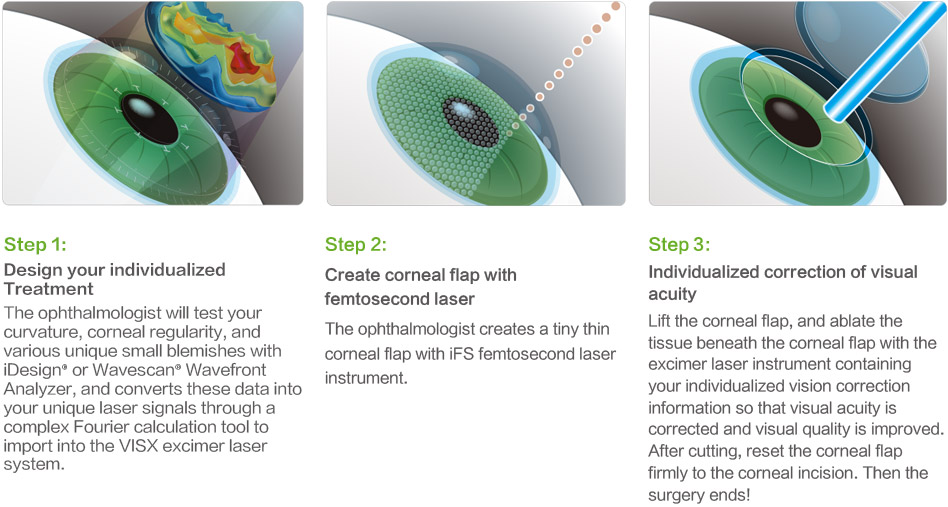 Step 1:
Design your individualized
Treatment
The ophthalmologist will test your
curvature, corneal regularity, and
various unique small blemishes with
iDesign® or Wavescan® Wavefront
Analyzer, and converts these data into
your unique laser signals through a
complex Fourier calculation tool to
import into the VISX excimer laser
system.
Step 2:
Create corneal flap with
femtosecond laser
The ophthalmologist creates a tiny thin
corneal flap with iFS femtosecond laser
instrument.
Step 3:
Individualized correction of visual
acuity
Lift the corneal flap, and ablate the
tissue beneath the corneal flap with the
excimer laser instrument containing
your individualized vision correction
information so that visual acuity is
corrected and visual quality is improved.
After cutting, reset the corneal flap
firmly to the corneal incision. Then the
surgery ends!